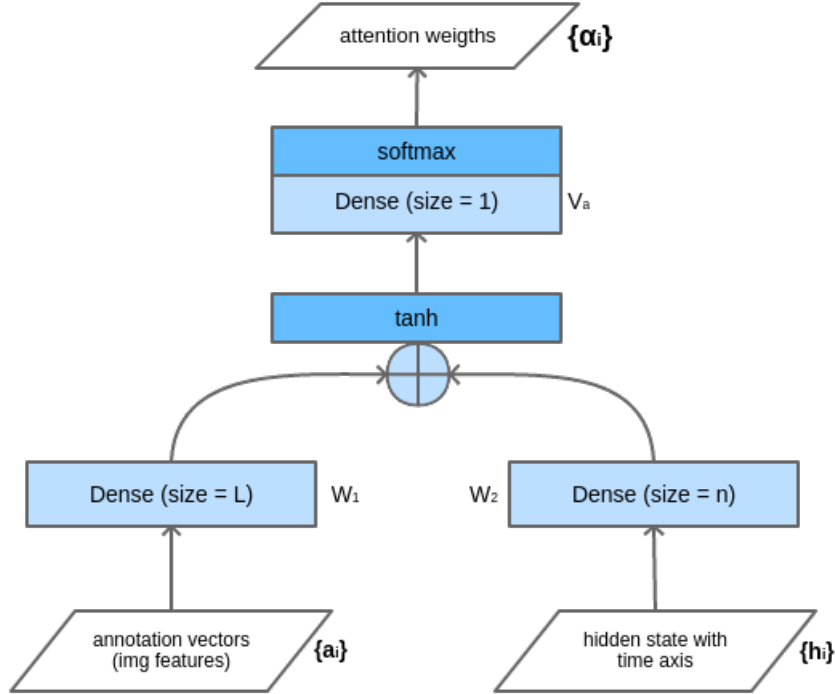 attention weigths {αᵢ}
softmax
Dense (size = 1) Vₐ
tanh
Dense (size = L) W₁
W₂ Dense (size = n)
annotation vectors
(img features) {aᵢ}
hidden state with
time axis {hᵢ}